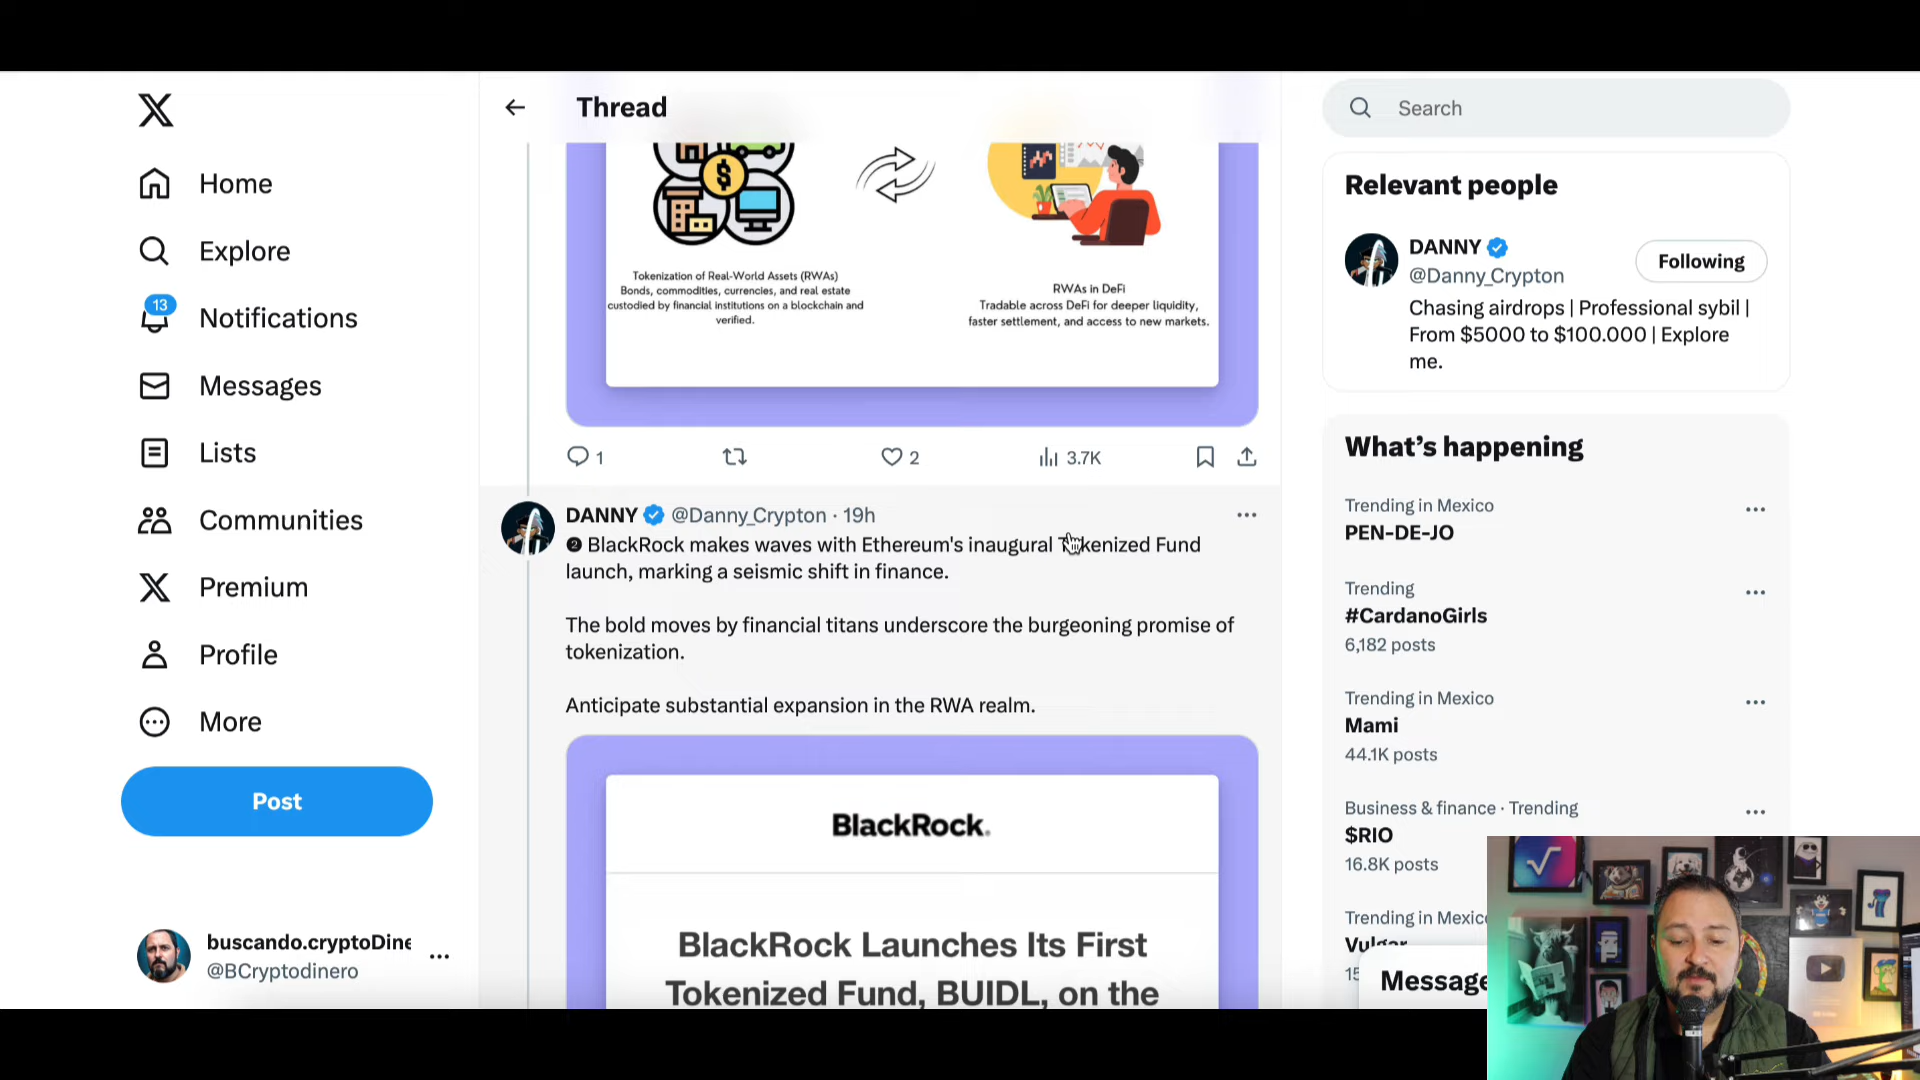 Home
Explore
13
Notifications
Messages
Lists
Communities
Premium
Profile
More
Post
buscando.cryptoDine
@BCryptodinero
Thread
$
Tokenization of Real-World Assets (RWAs)
Bonds, commodities, currencies, and real estate
custodied by financial institutions on a blockchain and
verified.
RWAs in DeFi
Tradable across DeFi for deeper liquidity,
faster settlement, and access to new markets.
1
2
3.7K
DANNY @Danny_Crypton · 19h
❷ BlackRock makes waves with Ethereum's inaugural Tokenized Fund
launch, marking a seismic shift in finance.
The bold moves by financial titans underscore the burgeoning promise of
tokenization.
Anticipate substantial expansion in the RWA realm.
BlackRock.
BlackRock Launches Its First
Tokenized Fund, BUIDL, on the
Search
Relevant people
DANNY
@Danny_Crypton
Following
Chasing airdrops | Professional sybil |
From $5000 to $100.000 | Explore
me.
What's happening
Trending in Mexico
PEN-DE-JO
Trending
#CardanoGirls
6,182 posts
Trending in Mexico
Mami
44.1K posts
Business & finance · Trending
$RIO
16.8K posts
Trending in Mexico
15
Message